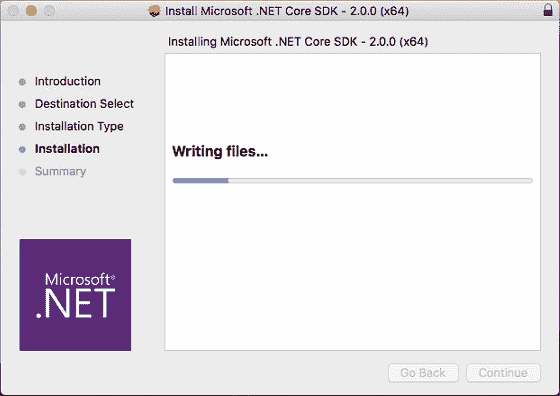 Install Microsoft .NET Core SDK - 2.0.0 (x64)
Installing Microsoft .NET Core SDK - 2.0.0 (x64)
Introduction
Destination Select
Installation Type
Installation
Summary
Writing files...
Microsoft®
.NET
Go Back
Continue